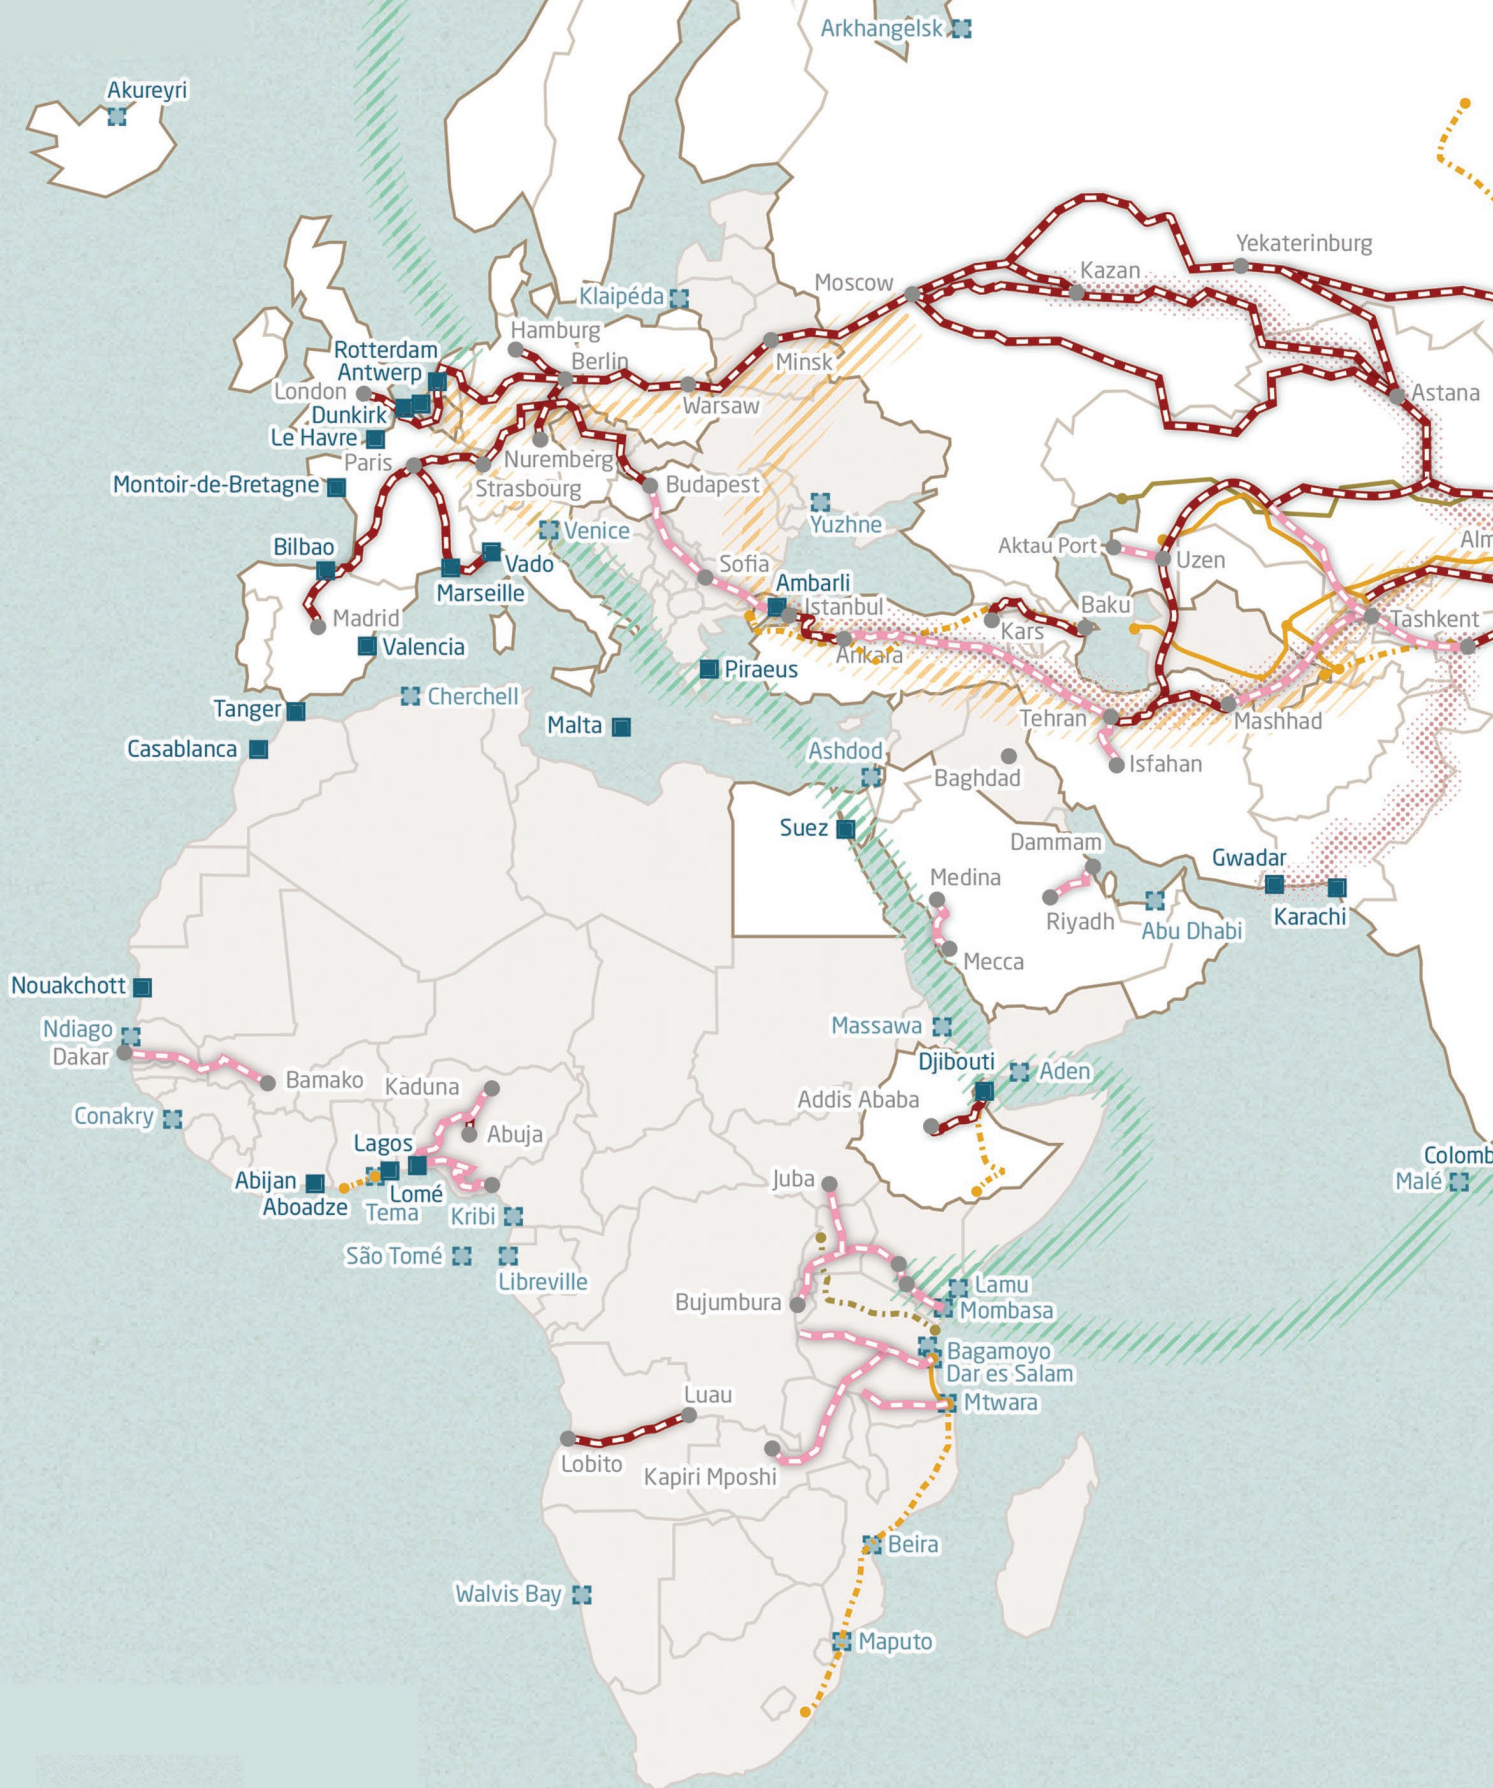 Arkhangelsk
Akureyri
Yekaterinburg
Kazan
Moscow
Klaipéda
Hamburg
Rotterdam
Antwerp
Berlin
Minsk
London
Dunkirk
Warsaw
Astana
Le Havre
Paris
Nuremberg
Strasbourg
Montoir-de-Bretagne
Budapest
Venice
Yuzhne
Bilbao
Vado
Aktau Port
Uzen
Alm
Marseille
Sofia
Ambarli
Istanbul
Baku
Madrid
Kars
Tashkent
Valencia
Ankara
Piraeus
Cherchell
Tanger
Malta
Tehran
Mashhad
Casablanca
Ashdod
Baghdad
Isfahan
Suez
Dammam
Gwadar
Medina
Riyadh
Abu Dhabi
Karachi
Mecca
Nouakchott
Ndiago
Massawa
Dakar
Djibouti
Aden
Bamako
Kaduna
Addis Ababa
Conakry
Abuja
Lagos
Colomb
Abijan
Lomé
Juba
Malé
Aboadze
Tema
Kribi
São Tomé
Libreville
Lamu
Bujumbura
Mombasa
Bagamoyo
Dar es Salam
Luau
Mtwara
Lobito
Kapiri Mposhi
Beira
Walvis Bay
Maputo